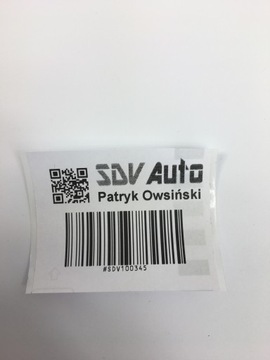 SDV Auto
Patryk Owsiński
#SDV100345